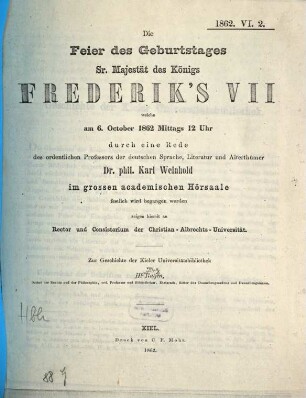 1862. VI. 2.
Die
Feier des Geburtstages
Sr. Majestät des Königs
FREDERIK'S VII
welche
am 6. October 1862 Mittags 12 Uhr
durch eine Rede
des ordentlichen Professors der deutschen Sprache, Literatur und Alterthümer
Dr. phil. Karl Weinhold
im grossen academischen Hörsaale
festlich wird begangen werden
zeigen hiemit an
Rector und Consistorium der Christian-Albrechts-Universität.
Zur Geschichte der Kieler Universitätsbibliothek
Von
H. Ratjen,
KIEL.
Druck von C. F. Mohr.
1862.